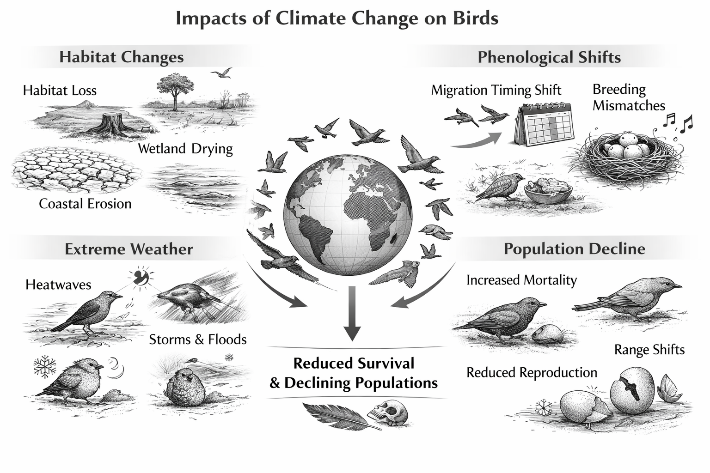 Impacts of Climate Change on Birds
Habitat Changes
Habitat Loss
Wetland Drying
Coastal Erosion
Phenological Shifts
Migration Timing Shift
Breeding
Mismatches
Extreme Weather
Heatwaves
Storms & Floods
Population Decline
Increased Mortality
Range Shifts
Reduced Reproduction
Reduced Survival
& Declining Populations